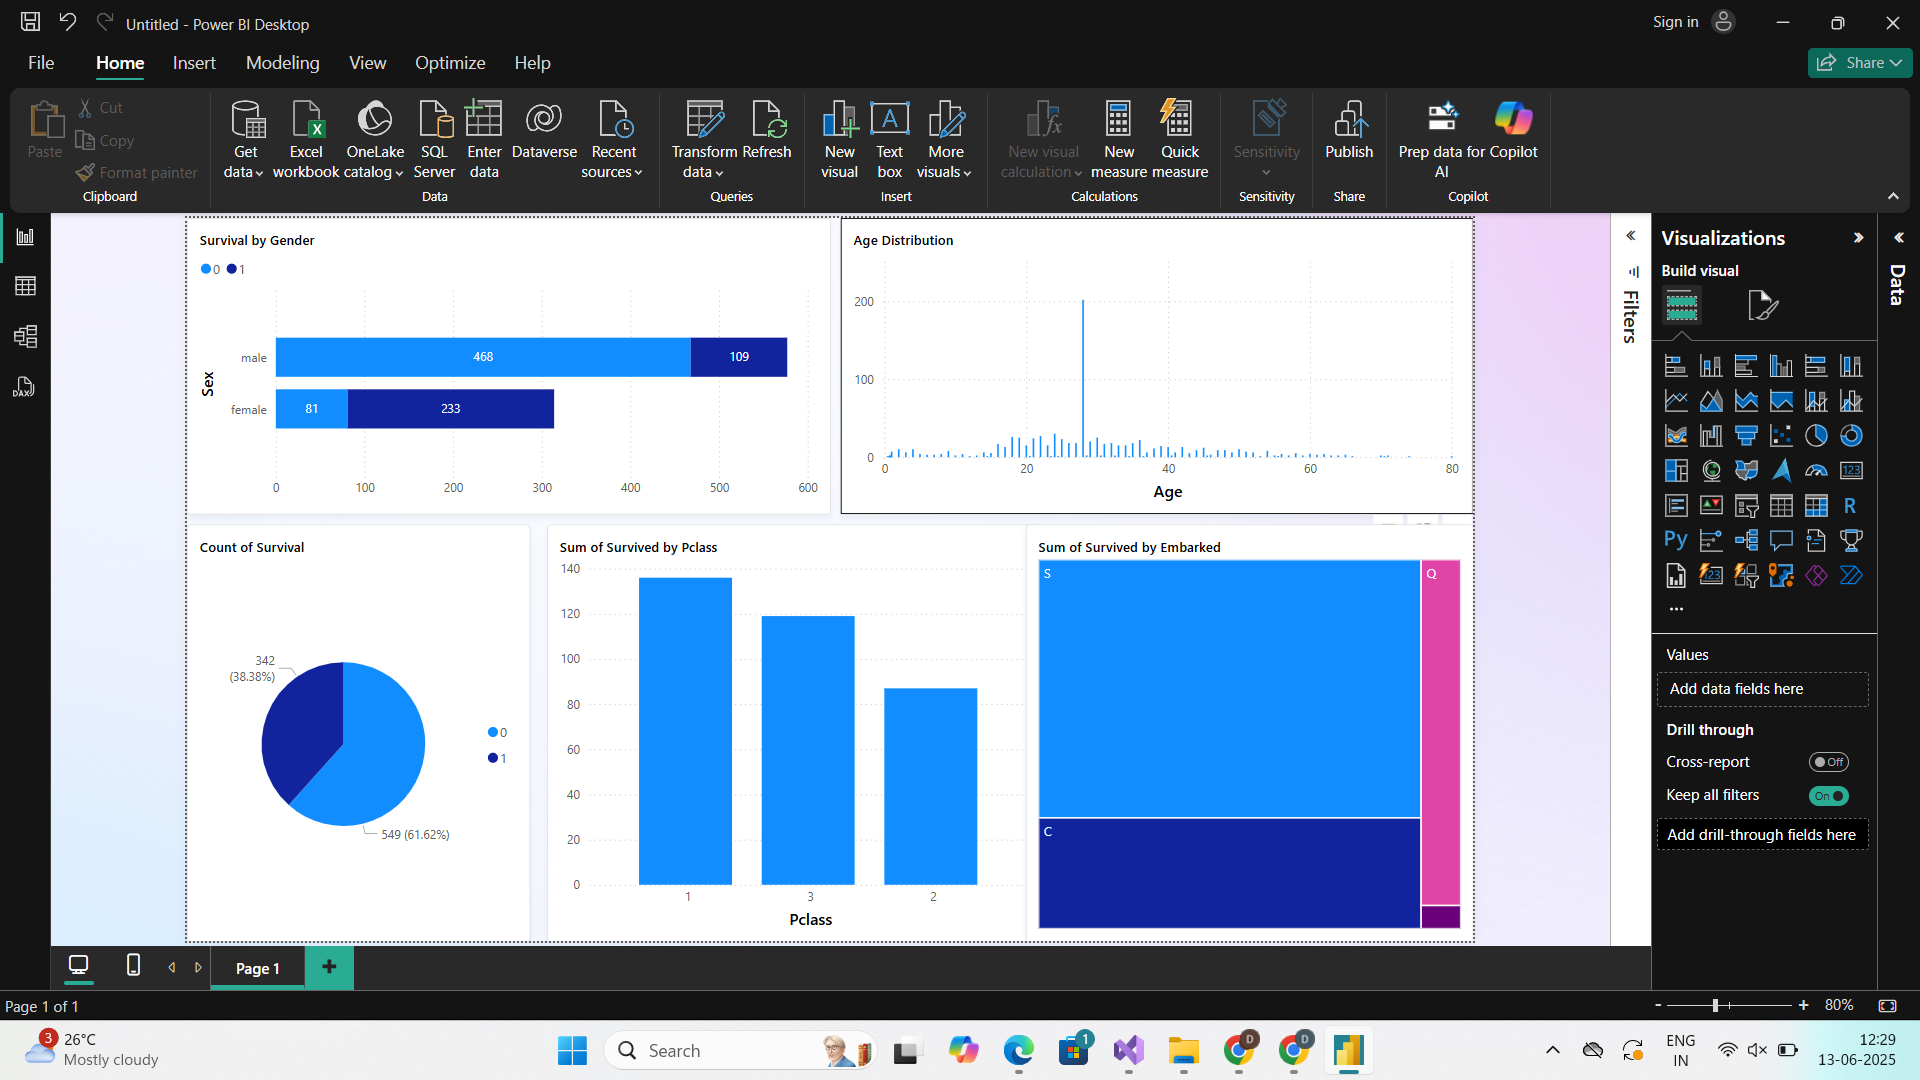 Untitled - Power BI Desktop
Sign in
File Home Insert Modeling View Optimize Help
Share
Paste
Cut
Copy
Format painter
Clipboard
Get data
Excel workbook
OneLake catalog
SQL Server
Enter data
Dataverse
Recent sources
Data
Transform data
Refresh
Queries
New visual
Text box
More visuals
Insert
New visual calculation
New measure
Quick measure
Calculations
Sensitivity
Sensitivity
Publish
Share
Prep data for AI
Copilot
Copilot
Survival by Gender
0 1
Sex
male 468 109
female 81 233
0 100 200 300 400 500 600
Age Distribution
200
100
0
0 20 40 60 80
Age
Count of Survival
342
(38.38%)
549 (61.62%)
0
1
Sum of Survived by Pclass
140
120
100
80
60
40
20
0
1 3 2
Pclass
Sum of Survived by Embarked
S
Q
C
Filters
Visualizations
Build visual
123
R
Py
123
Values
Add data fields here
Drill through
Cross-report Off
Keep all filters On
Add drill-through fields here
Data
DAX
Page 1
Page 1 of 1
- + 80%
3
26°C
Mostly cloudy
Search
1
D
D
ENG
IN
12:29
13-06-2025